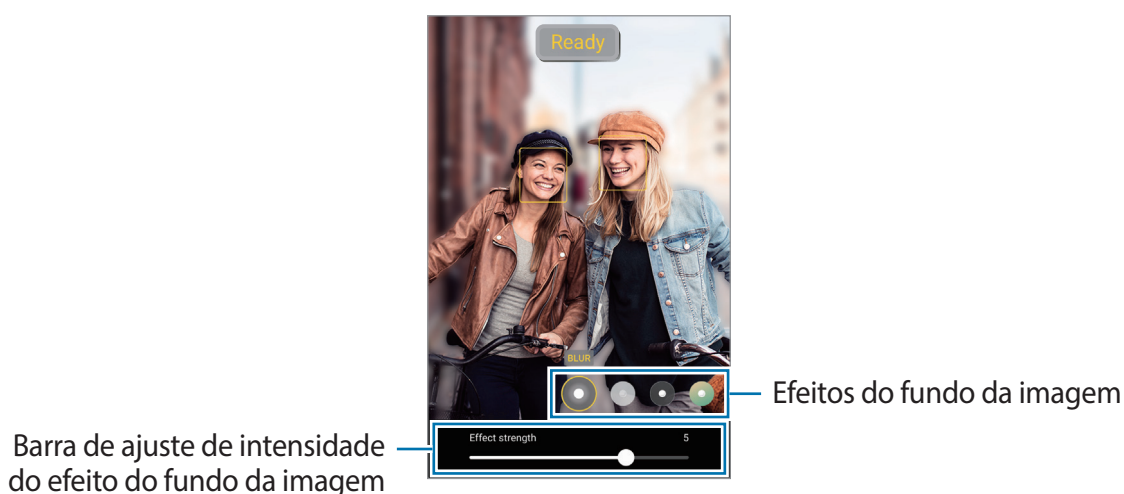 Ready
BLUR
Efeitos do fundo da imagem
Effect strength 5
Barra de ajuste de intensidade
do efeito do fundo da imagem